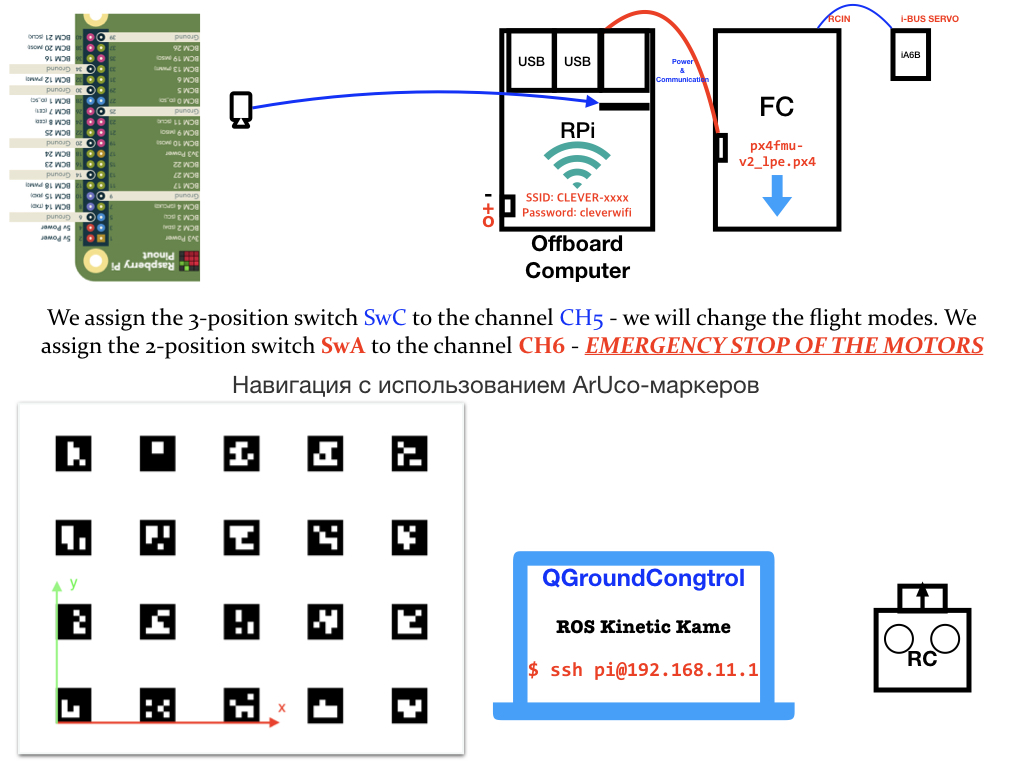 BCM 21 (SCLK)
BCM 20 (MOSI)
BCM 16
Ground
BCM 12 (PWM0)
Ground
BCM 1 (ID_SC)
BCM 7 (CE1)
BCM 8 (CE0)
BCM 25
Ground
BCM 24
BCM 23
Ground
BCM 18 (PWM0)
BCM 15 (RXD)
BCM 14 (TXD)
Ground
5v Power
5v Power
Ground
BCM 26
BCM 19 (MISO)
BCM 13 (PWM1)
BCM 6
BCM 5
BCM 0 (ID_SD)
Ground
BCM 11 (SCLK)
BCM 9 (MISO)
BCM 10 (MOSI)
3v3 Power
BCM 22
BCM 27
BCM 17
Ground
BCM 4 (GPCLK0)
BCM 3 (SCL)
BCM 2 (SDA)
3v3 Power
Raspberry Pi
Pinout
USB
USB
RPi
SSID: CLEVER-xxxx
Password: cleverwifi
-
+
o
Offboard
Computer
Power
&
Communication
FC
px4fmu-
v2_lpe.px4
RCIN
i-BUS SERVO
iA6B
We assign the 3-position switch SwC to the channel CH5 - we will change the flight modes. We
assign the 2-position switch SwA to the channel CH6 - EMERGENCY STOP OF THE MOTORS
Навигация с использованием ArUco-маркеров
y
x
QGroundCongtrol
ROS Kinetic Kame
$ ssh pi@192.168.11.1
RC